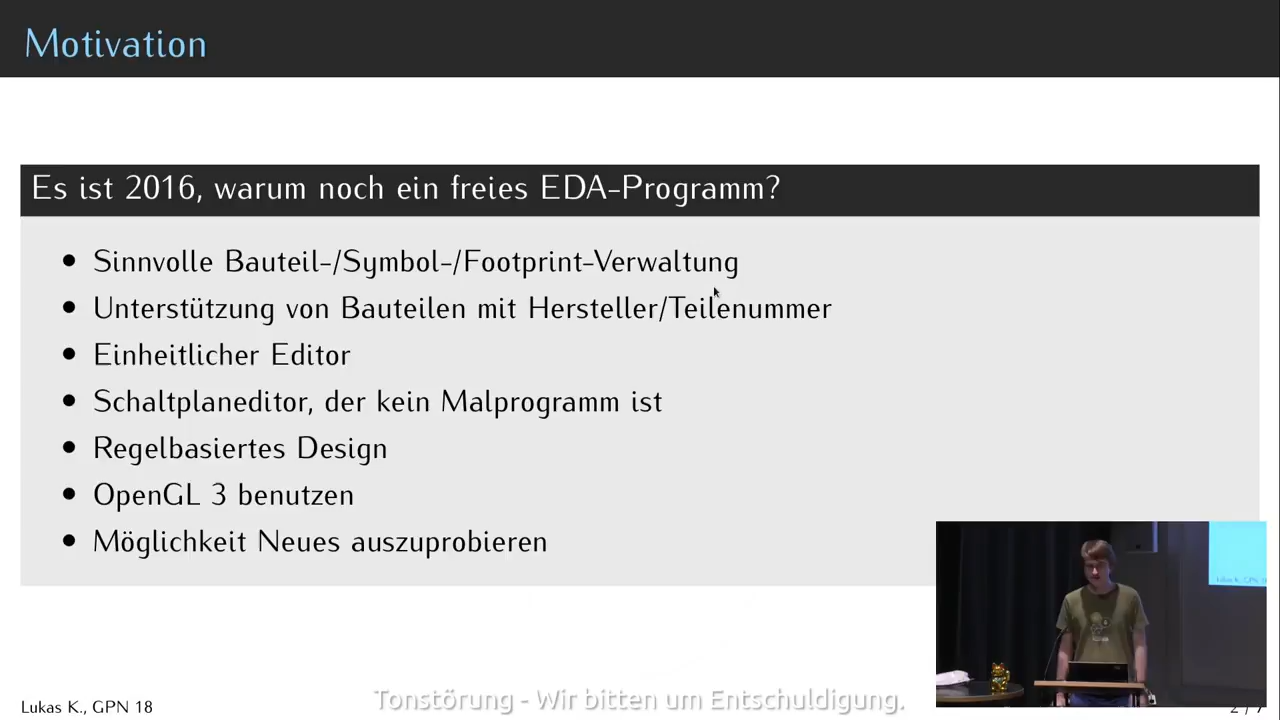 Motivation
Es ist 2016, warum noch ein freies EDA-Programm?
Sinnvolle Bauteil-/Symbol-/Footprint-Verwaltung
Unterstützung von Bauteilen mit Hersteller/Teilenummer
Einheitlicher Editor
Schaltplaneditor, der kein Malprogramm ist
Regelbasiertes Design
OpenGL 3 benutzen
Möglichkeit Neues auszuprobieren
Lukas K., GPN 18
Tonstörung - Wir bitten um Entschuldigung.
2 / 7